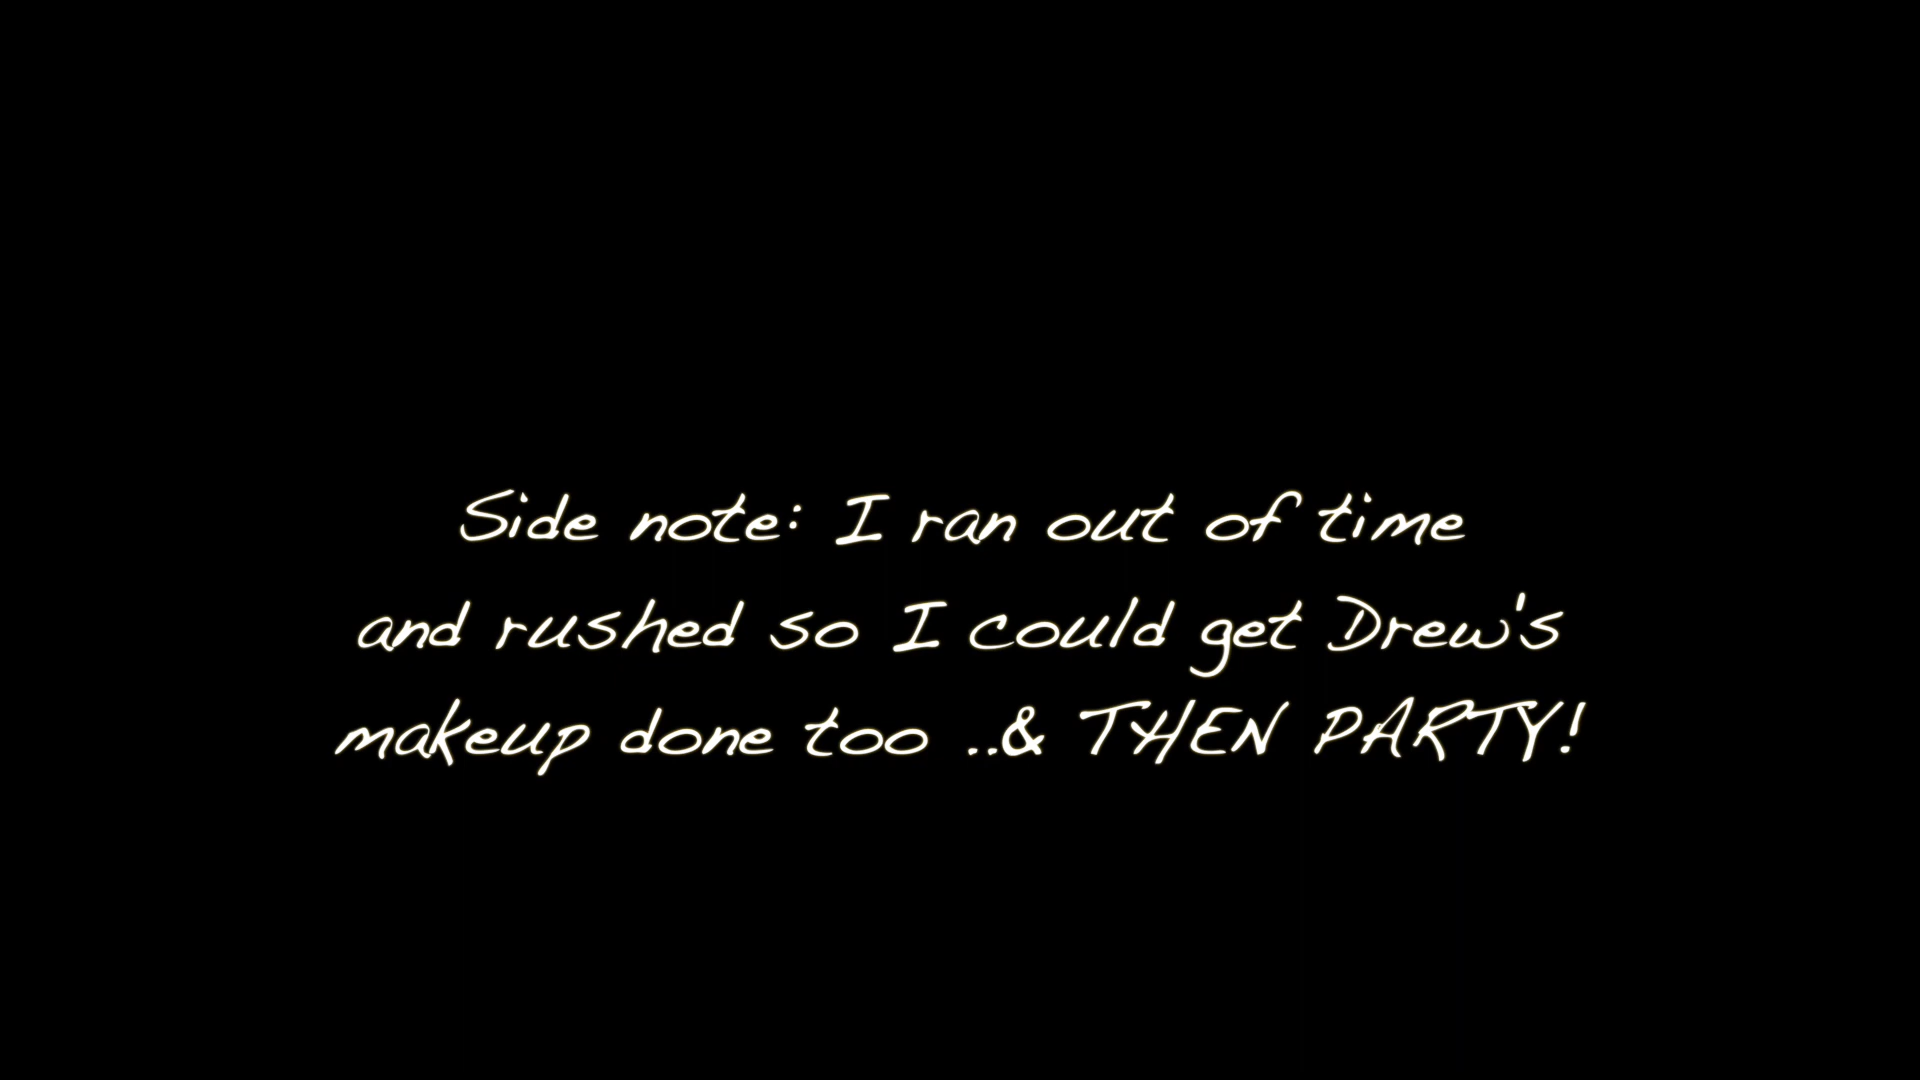 Side note: I ran out of time
and rushed so I could get Drew's
makeup done too ..& THEN PARTY!